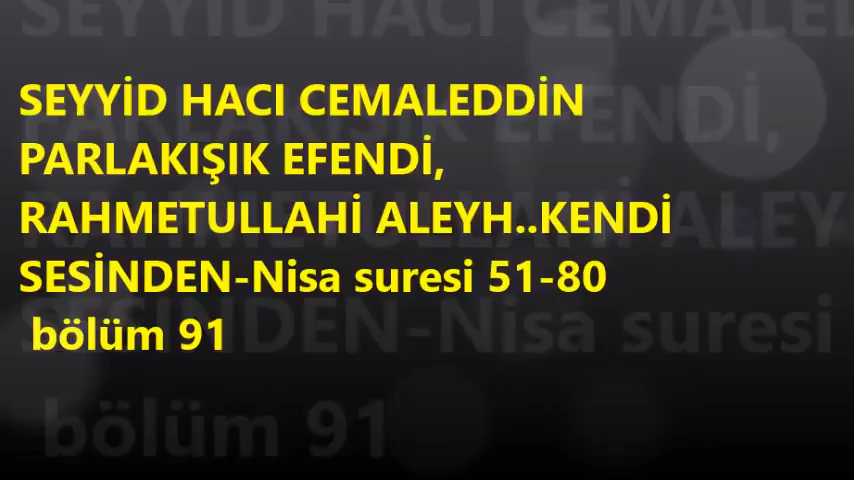 SEYYİD HACI CEMALEDDİN
PARLAKIŞIK EFENDİ,
RAHMETULLAHİ ALEYH..KENDİ
SESİNDEN-Nisa suresi 51-80
bölüm 91